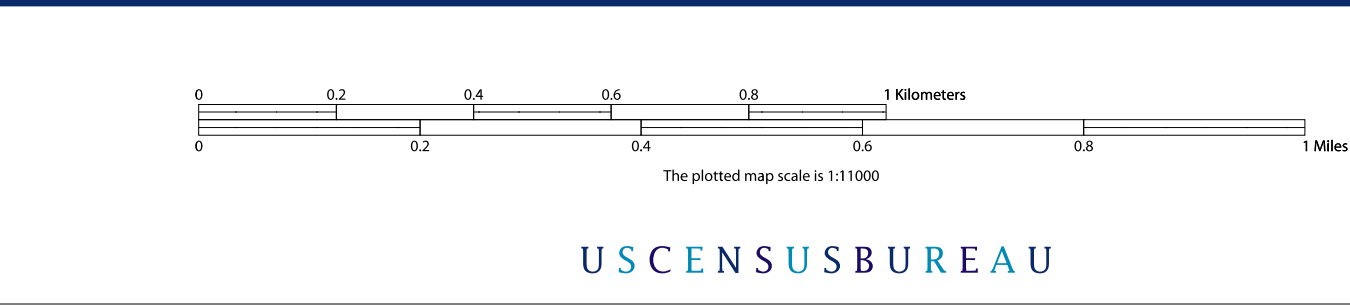 0 0.2 0.4 0.6 0.8 1 Kilometers
0 0.2 0.4 0.6 0.8 1 Miles
The plotted map scale is 1:11000
USCENSUSBUREAU